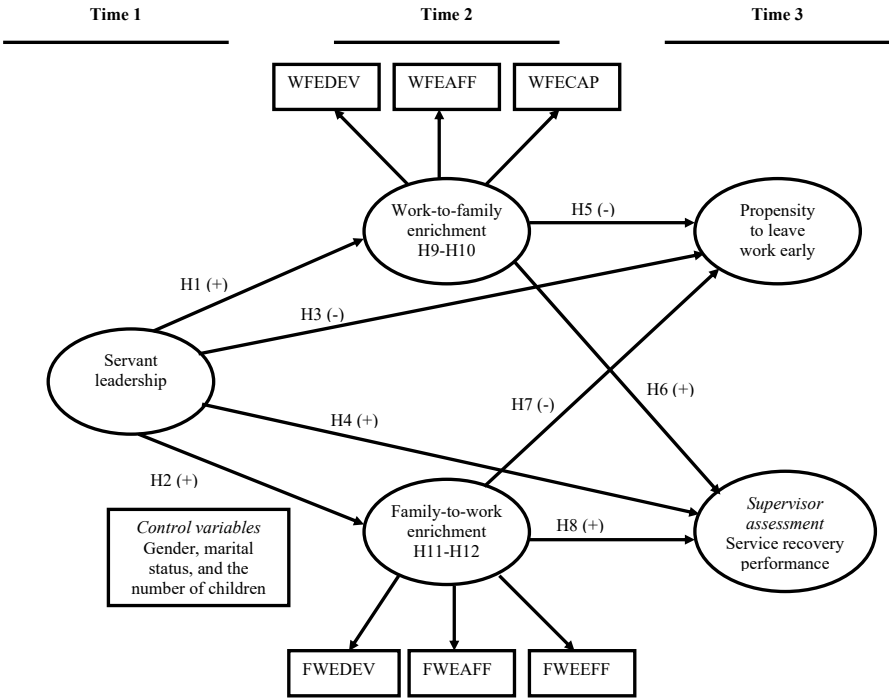 Time 1
Time 2
Time 3
WFEDEV
WFEAFF
WFECAP
Work-to-family
enrichment
H9-H10
H5 (-)
Propensity
to leave
work early
H1 (+)
H3 (-)
Servant
leadership
H7 (-)
H6 (+)
H4 (+)
H2 (+)
Control variables
Gender, marital
status, and the
number of children
Family-to-work
enrichment
H11-H12
H8 (+)
Supervisor
assessment
Service recovery
performance
FWEDEV
FWEAFF
FWEEFF